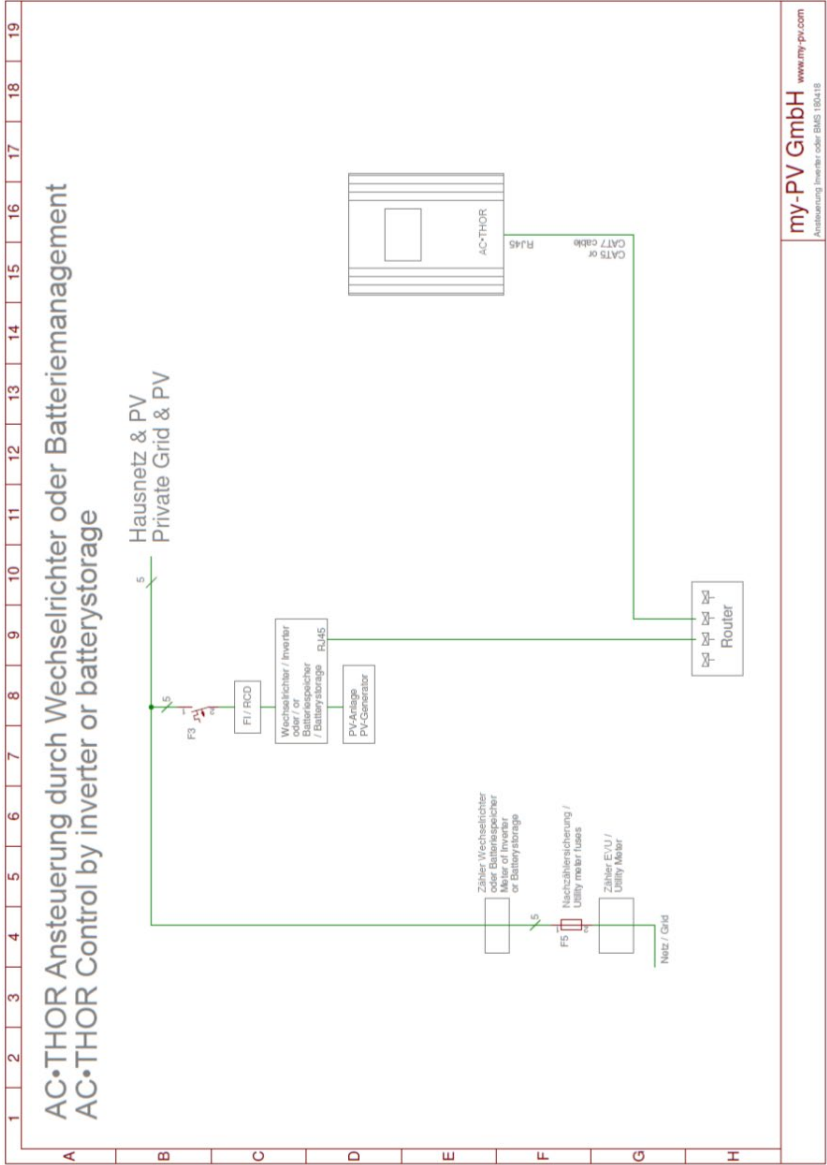 1 2 3 4 5 6 7 8 9 10 11 12 13 14 15 16 17 18 19
A
B
C
D
E
F
G
H
AC•THOR Ansteuerung durch Wechselrichter oder Batteriemanagement
AC•THOR Control by inverter or batterystorage
Hausnetz & PV
Private Grid & PV
5
5
F3
1
2
FI / RCD
Wechselrichter / Inverter
oder / or
Batteriespeicher
/ Batterystorage
RJ45
PV-Anlage
PV-Generator
Zähler Wechselrichter
oder Batteriespeicher
Meter of Inverter
or Batterystorage
5
F5
1
2
Nachzählersicherung /
Utility meter fuses
Zähler EVU /
Utility Meter
Netz / Grid
AC•THOR
RJ45
CAT5 or
CAT7 cable
Router
my-PV GmbH www.my-pv.com
Ansteuerung Inverter oder BMS 180418